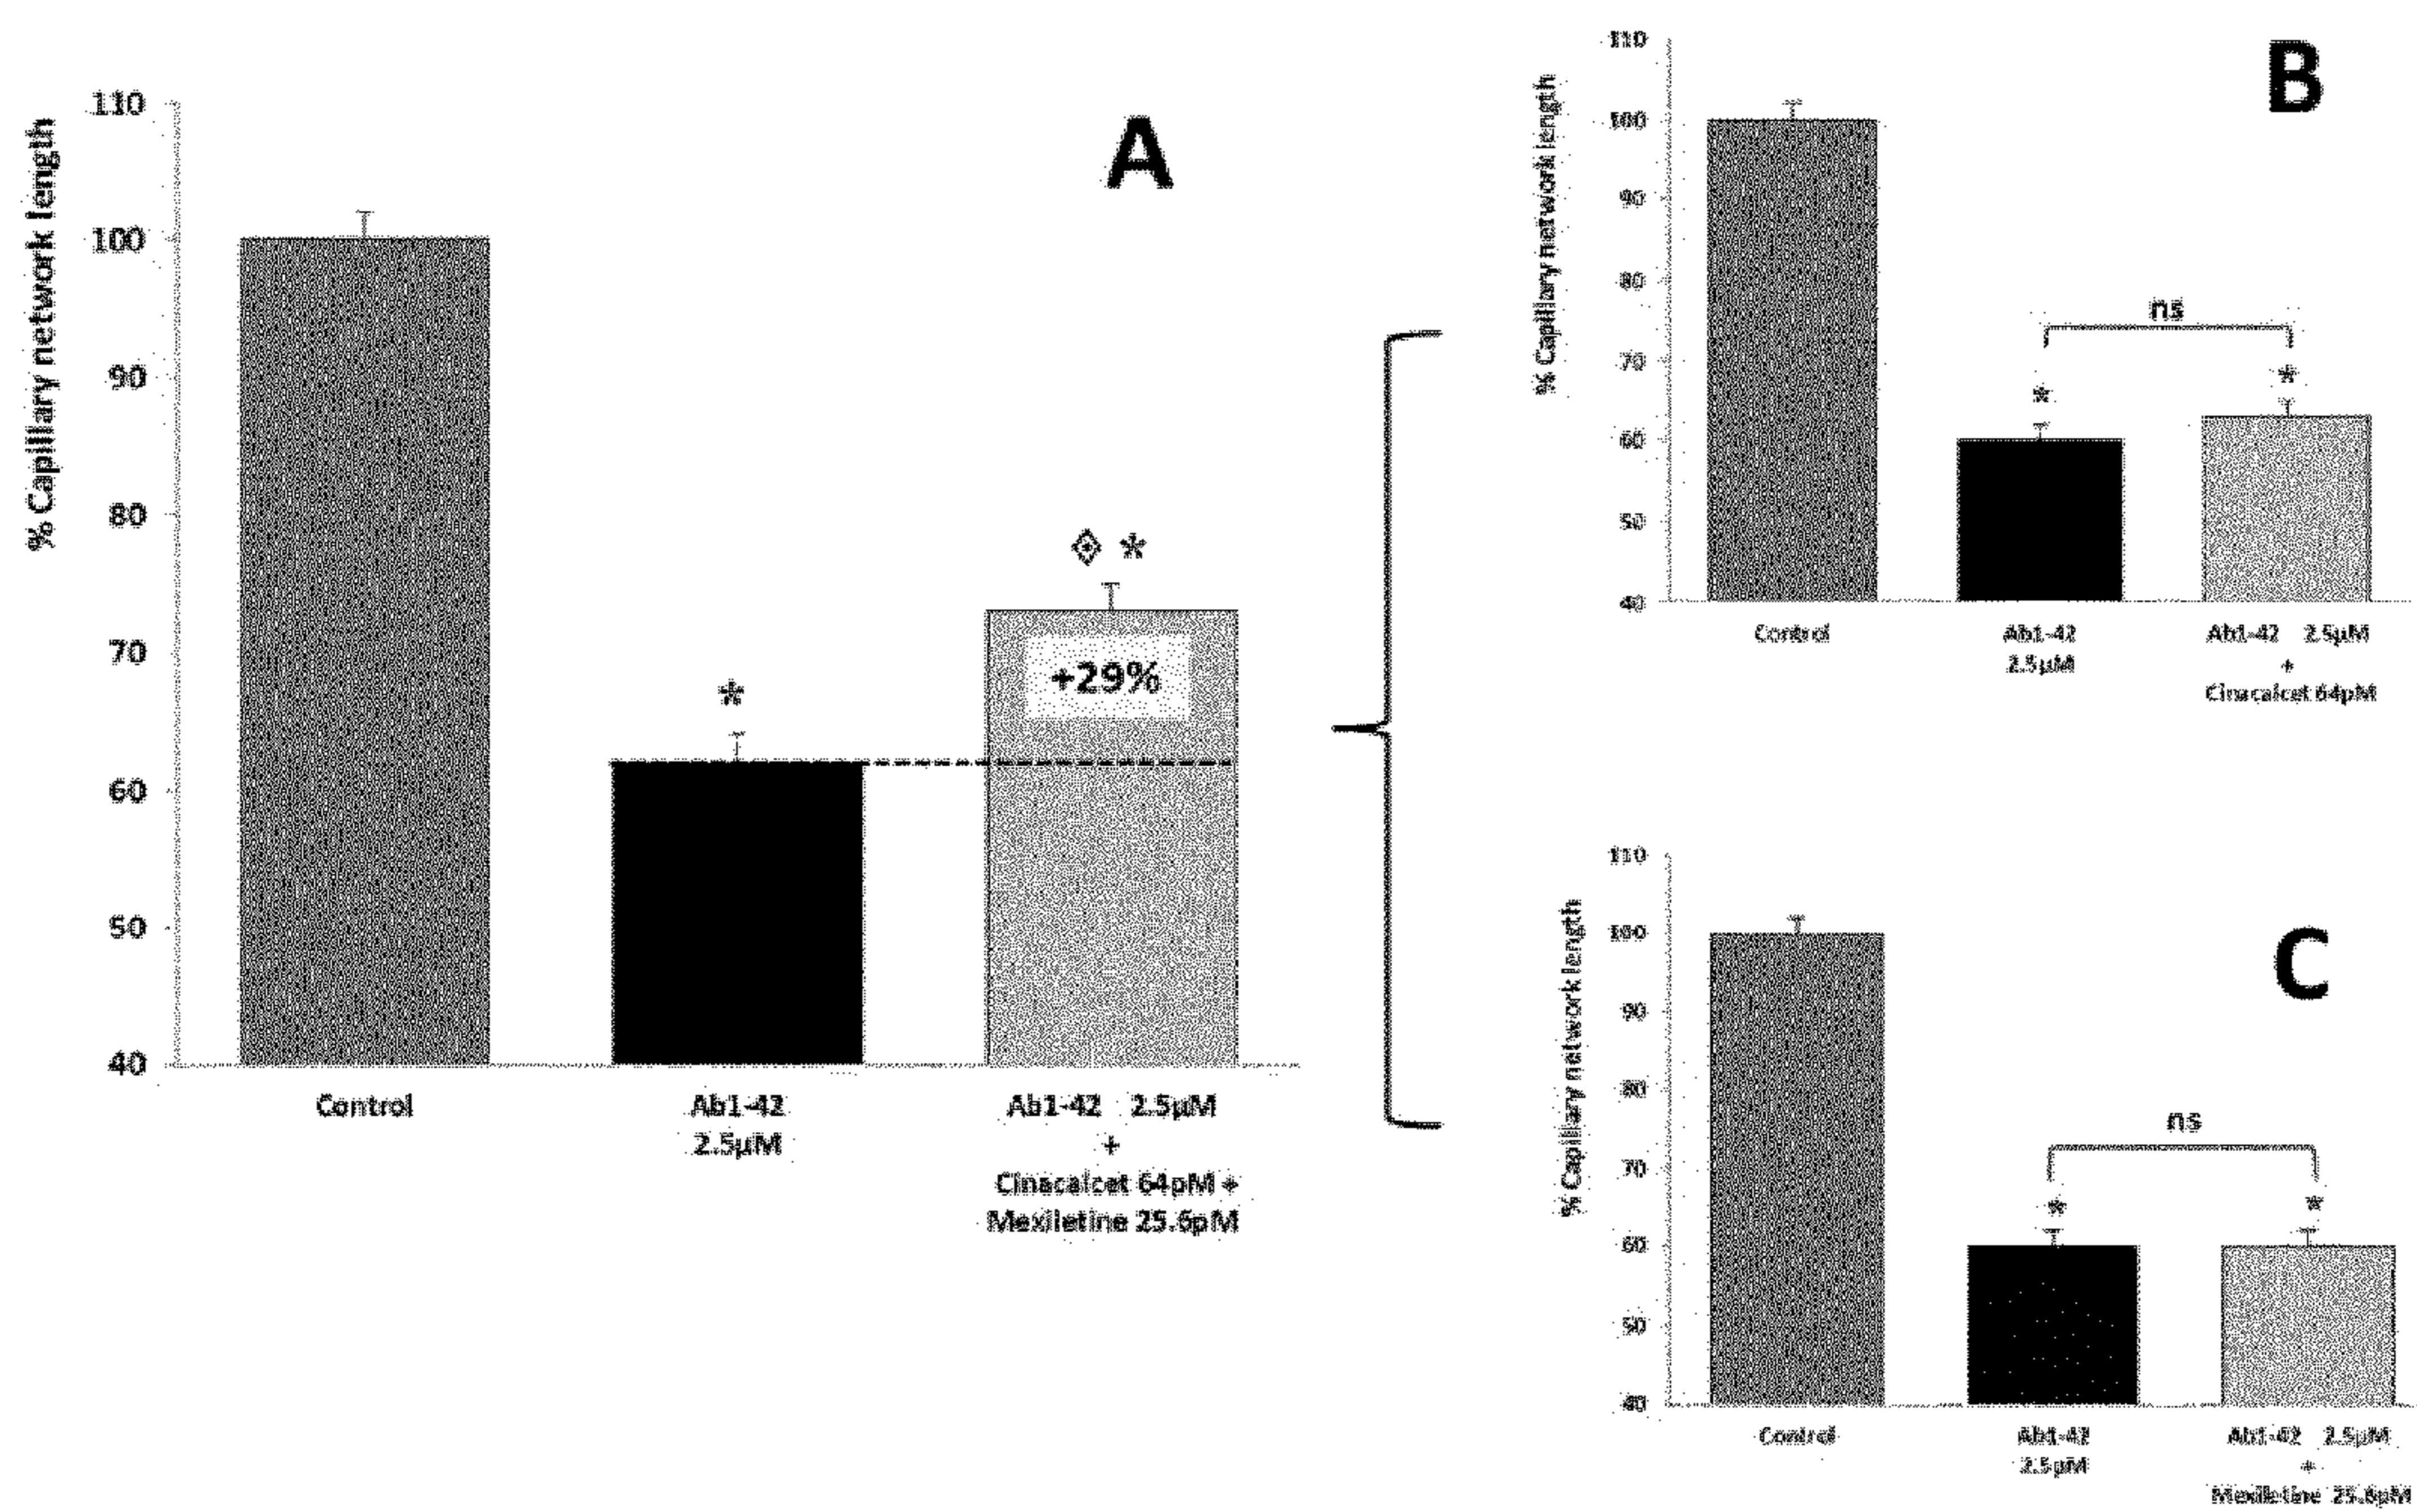 A
% Capillary network length
110
100
90
80
70
60
50
40
*
◈ *
+29%
Control
Ab1-42
2.5µM
Ab1-42 2.5µM
+
Cinacalcet 64pM +
Mexiletine 25.6pM
B
% Capillary network length
110
100
90
80
70
60
50
40
ns
*
*
Control
Ab1-42
2.5µM
Ab1-42 2.5µM
+
Cinacalcet 64pM
C
% Capillary network length
110
100
90
80
70
60
50
40
ns
*
*
Control
Ab1-42
2.5µM
Ab1-42 2.5µM
+
Mexiletine 25.6pM